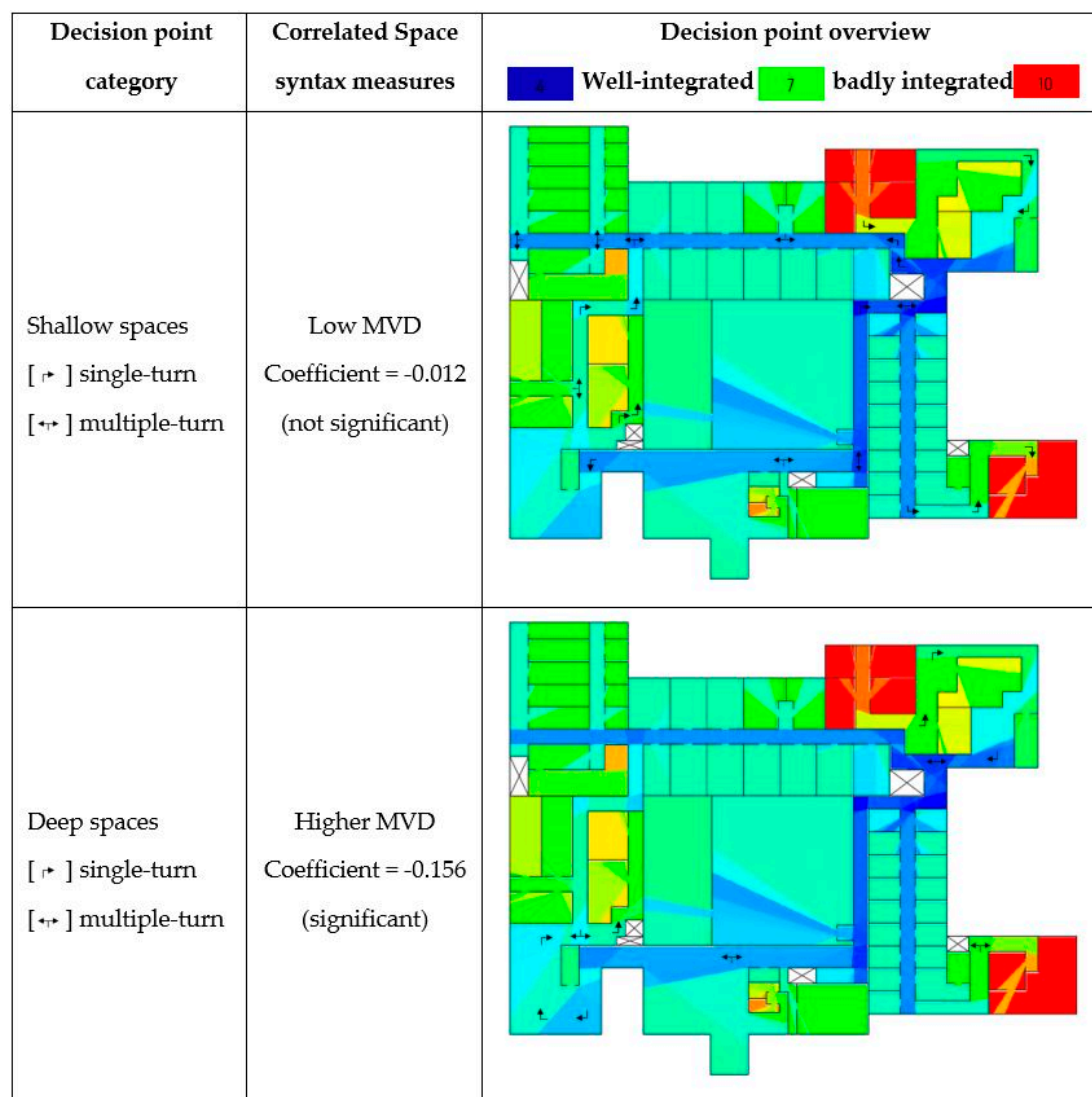 Decision point
category
Correlated Space
syntax measures
Decision point overview
Well-integrated 7 badly integrated 10
Shallow spaces
[ ↱ ] single-turn
[ ↔ ] multiple-turn
Low MVD
Coefficient = -0.012
(not significant)
Deep spaces
[ ↱ ] single-turn
[ ↔ ] multiple-turn
Higher MVD
Coefficient = -0.156
(significant)